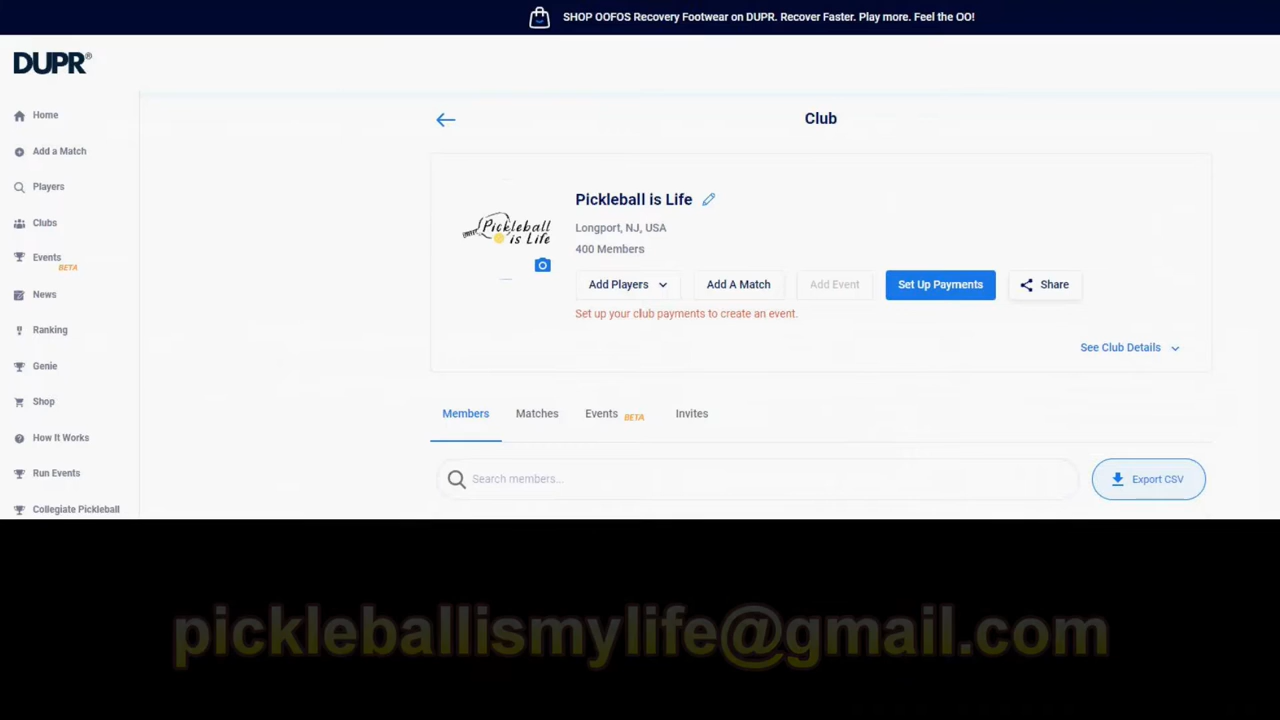 SHOP OOFOS Recovery Footwear on DUPR. Recover Faster. Play more. Feel the OO!
DUPR®
Home
Add a Match
Players
Clubs
Events
BETA
News
Ranking
Genie
Shop
How It Works
Run Events
Collegiate Pickleball
Club
Pickleball is Life
Pickleball is Life
Longport, NJ, USA
400 Members
Add Players
Add A Match
Add Event
Set Up Payments
Share
Set up your club payments to create an event.
See Club Details
Members
Matches
Events BETA
Invites
Search members...
Export CSV
pickleballismylife@gmail.com